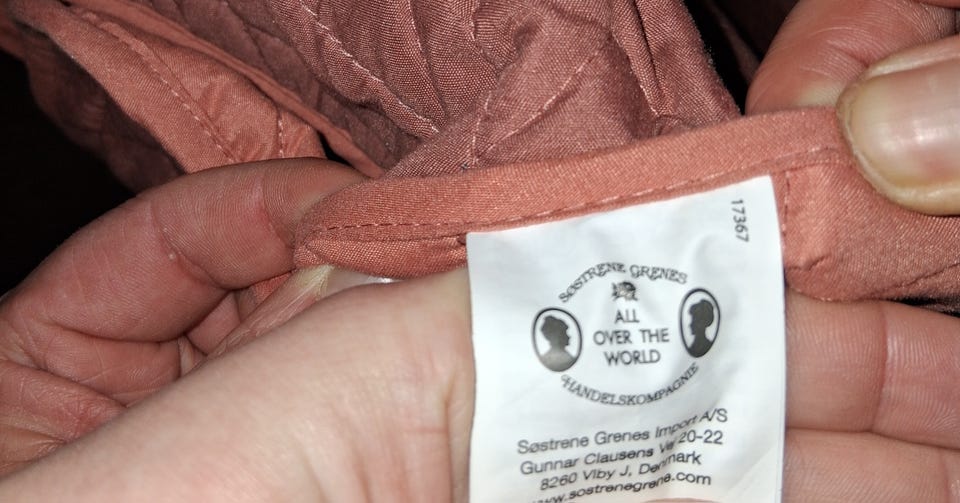 17367
SØSTRENE GRENES
ALL
OVER THE
WORLD
HANDELSKOMPAGNIE
Søstrene Grenes Import A/S
Gunnar Clausens Vej 20-22
8260 Viby J, Denmark
www.sostrenegrene.com